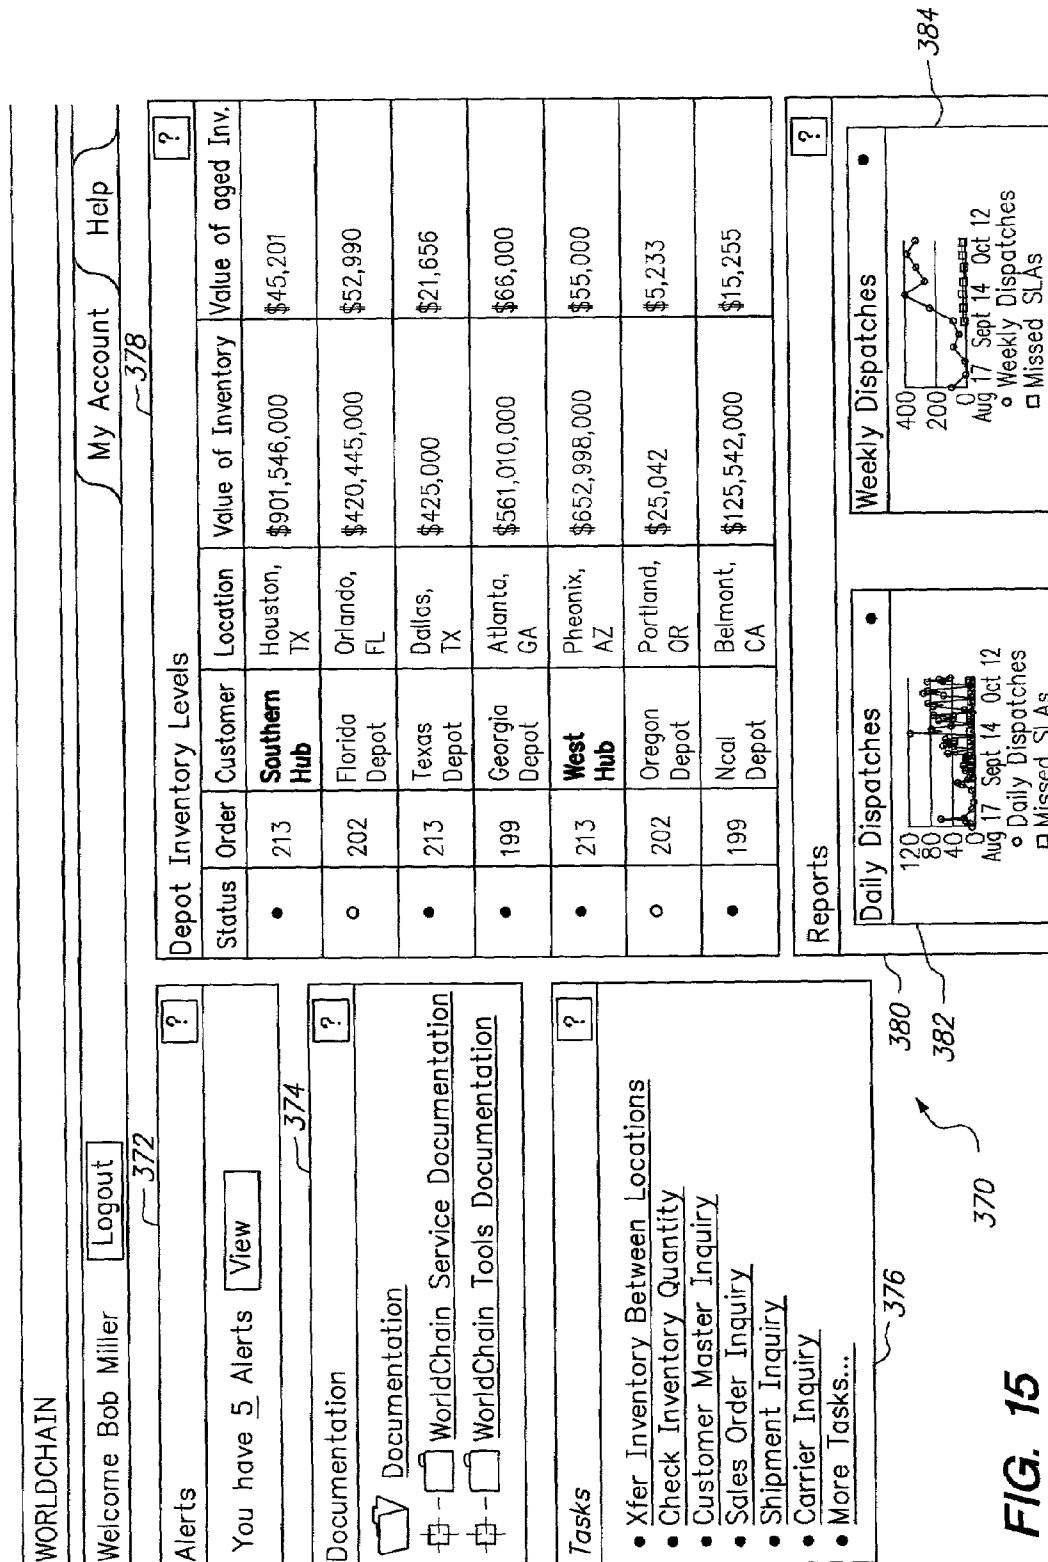 WORLDCHAIN
Welcome Bob Miller Logout
My Account Help
372
378
Alerts ?
You have 5 Alerts View
374
Documentation ?
Documentation
WorldChain Service Documentation
WorldChain Tools Documentation
Tasks ?
• Xfer Inventory Between Locations
• Check Inventory Quantity
• Customer Master Inquiry
• Sales Order Inquiry
• Shipment Inquiry
• Carrier Inquiry
• More Tasks...
376
Depot Inventory Levels ?
Status Order Customer Location Value of Inventory Value of aged Inv.
• 213 Southern Hub Houston, TX $901,546,000 $45,201
o 202 Florida Depot Orlando, FL $420,445,000 $52,990
• 213 Texas Depot Dallas, TX $425,000 $21,656
• 199 Georgia Depot Atlanta, GA $561,010,000 $66,000
• 213 West Hub Pheonix, AZ $652,998,000 $55,000
o 202 Oregon Depot Portland, OR $25,042 $5,233
• 199 Ncal Depot Belmont, CA $125,542,000 $15,255
Reports ?
Daily Dispatches •
120
80
40
0
Aug 17 Sept 14 Oct 12
o Daily Dispatches
□ Missed SLAs
Weekly Dispatches •
400
200
0
Aug 17 Sept 14 Oct 12
o Weekly Dispatches
□ Missed SLAs
380
382
384
370
FIG. 15